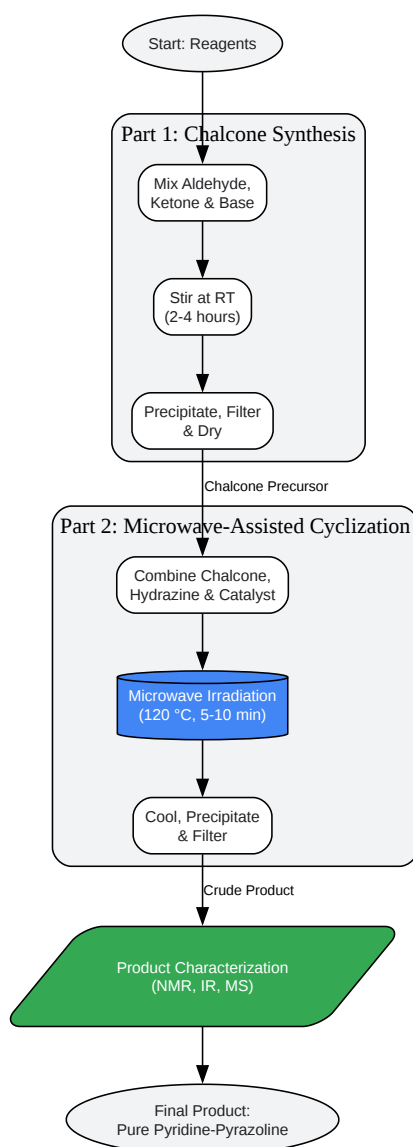 Start: Reagents
Part 1: Chalcone Synthesis
Mix Aldehyde,
Ketone & Base
Stir at RT
(2-4 hours)
Precipitate, Filter
& Dry
Chalcone Precursor
Part 2: Microwave-Assisted Cyclization
Combine Chalcone,
Hydrazine & Catalyst
Microwave Irradiation
(120 °C, 5-10 min)
Cool, Precipitate
& Filter
Crude Product
Product Characterization
(NMR, IR, MS)
Final Product:
Pure Pyridine-Pyrazoline